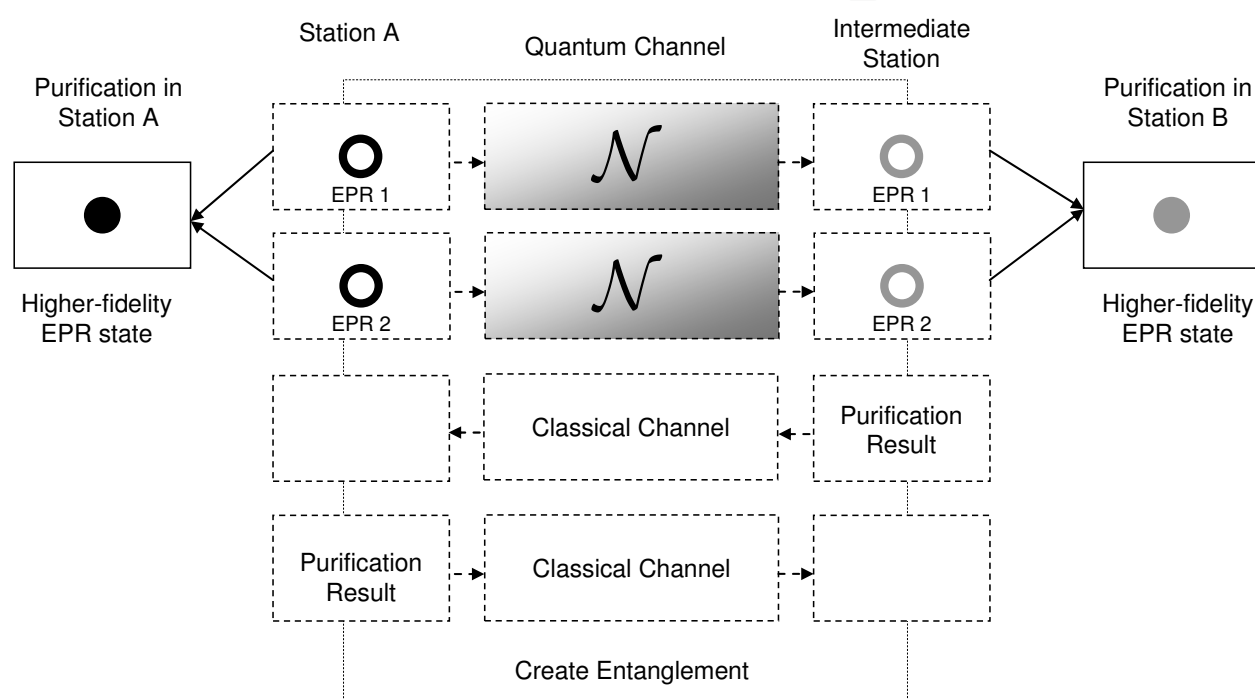 Station A
Quantum Channel
Intermediate
Station
Purification in
Station A
Purification in
Station B
EPR 1
𝒩
EPR 1
EPR 2
𝒩
EPR 2
Higher-fidelity
EPR state
Higher-fidelity
EPR state
Classical Channel
Purification
Result
Purification
Result
Classical Channel
Create Entanglement